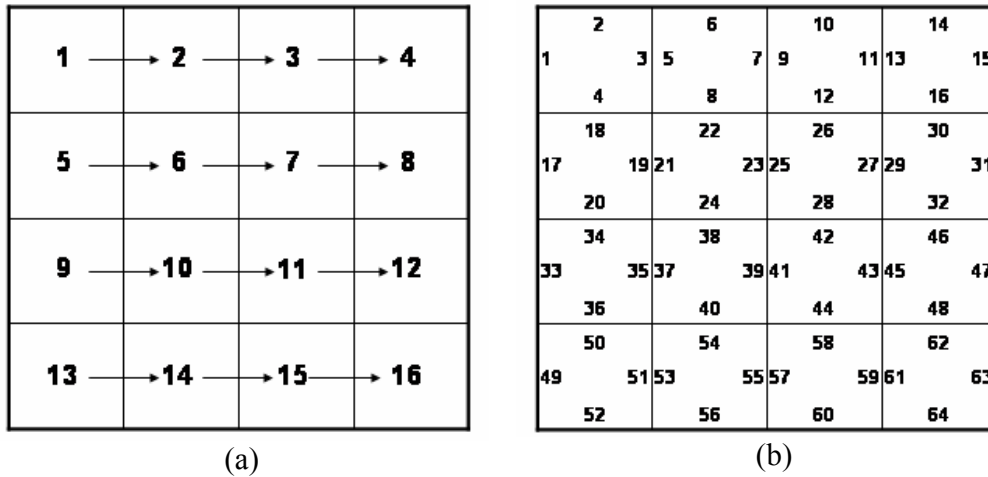 1 2 3 4
5 6 7 8
9 10 11 12
13 14 15 16
(a)
2 6 10 14
1 3 5 7 9 11 13 15
4 8 12 16
18 22 26 30
17 19 21 23 25 27 29 31
20 24 28 32
34 38 42 46
33 35 37 39 41 43 45 47
36 40 44 48
50 54 58 62
49 51 53 55 57 59 61 63
52 56 60 64
(b)